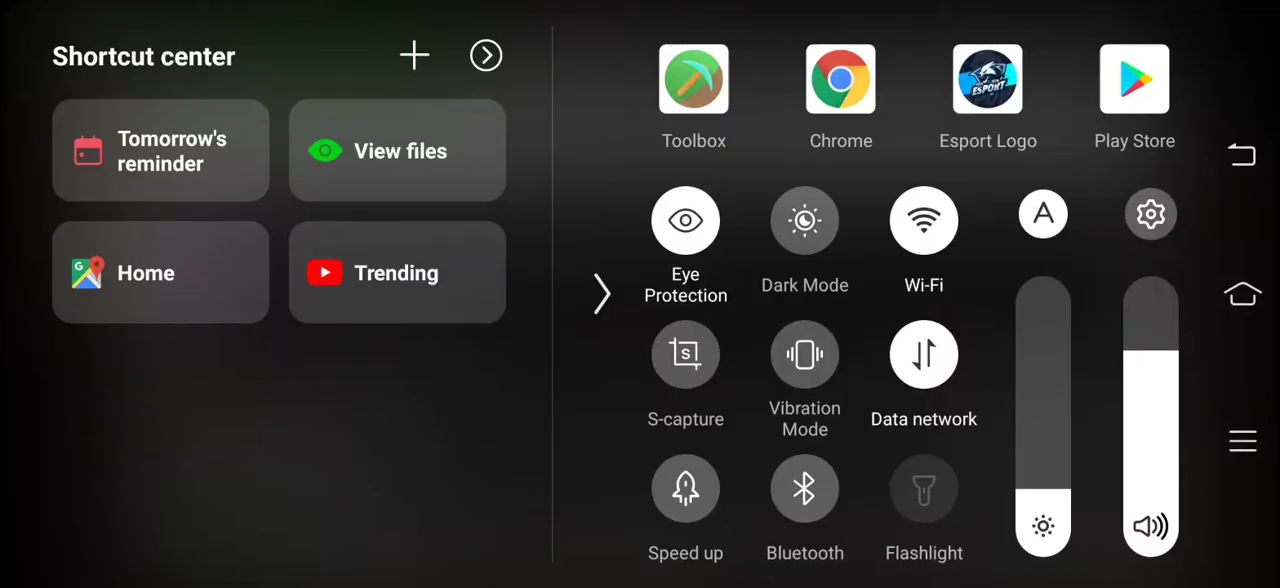 Shortcut center
Tomorrow's
reminder
View files
Home
Trending
Toolbox
Chrome
ESPORT
Esport Logo
Play Store
Eye
Protection
Dark Mode
Wi-Fi
A
S
S-capture
Vibration
Mode
Data network
Speed up
Bluetooth
Flashlight